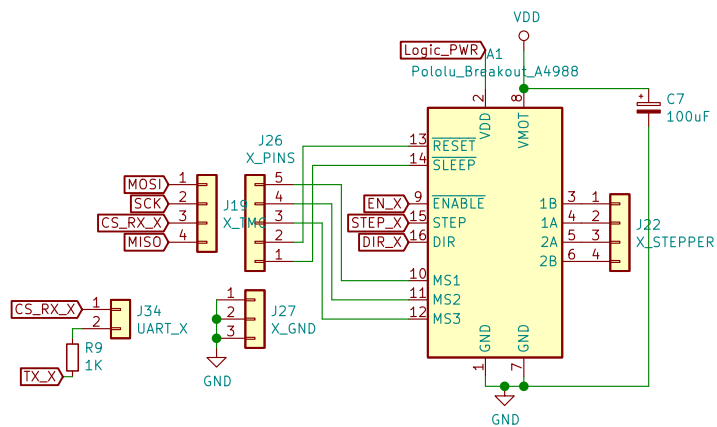 VDD
Logic_PWR
A1
Pololu_Breakout_A4988
2
8
VDD
VMOT
C7
100uF
+
J26
X_PINS
13
RESET
14
SLEEP
MOSI
1
SCK
2
CS_RX_X
3
MISO
4
J19
X_TMC
5
4
3
2
1
EN_X
9
ENABLE
STEP_X
15
STEP
DIR_X
16
DIR
1B
3
1
1A
4
2
2A
5
3
2B
6
4
J22
X_STEPPER
10
MS1
11
MS2
12
MS3
CS_RX_X
1
2
J34
UART_X
R9
1K
TX_X
1
2
3
J27
X_GND
GND
GND
GND
1
7
GND